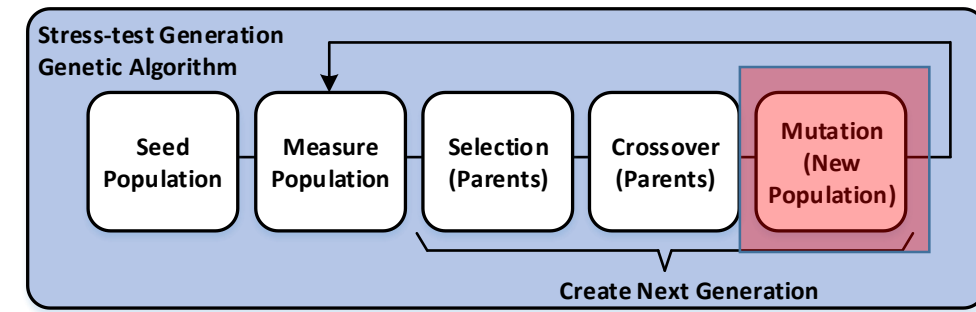 Stress-test Generation
Genetic Algorithm
Seed
Population
Measure
Population
Selection
(Parents)
Crossover
(Parents)
Mutation
(New
Population)
Create Next Generation